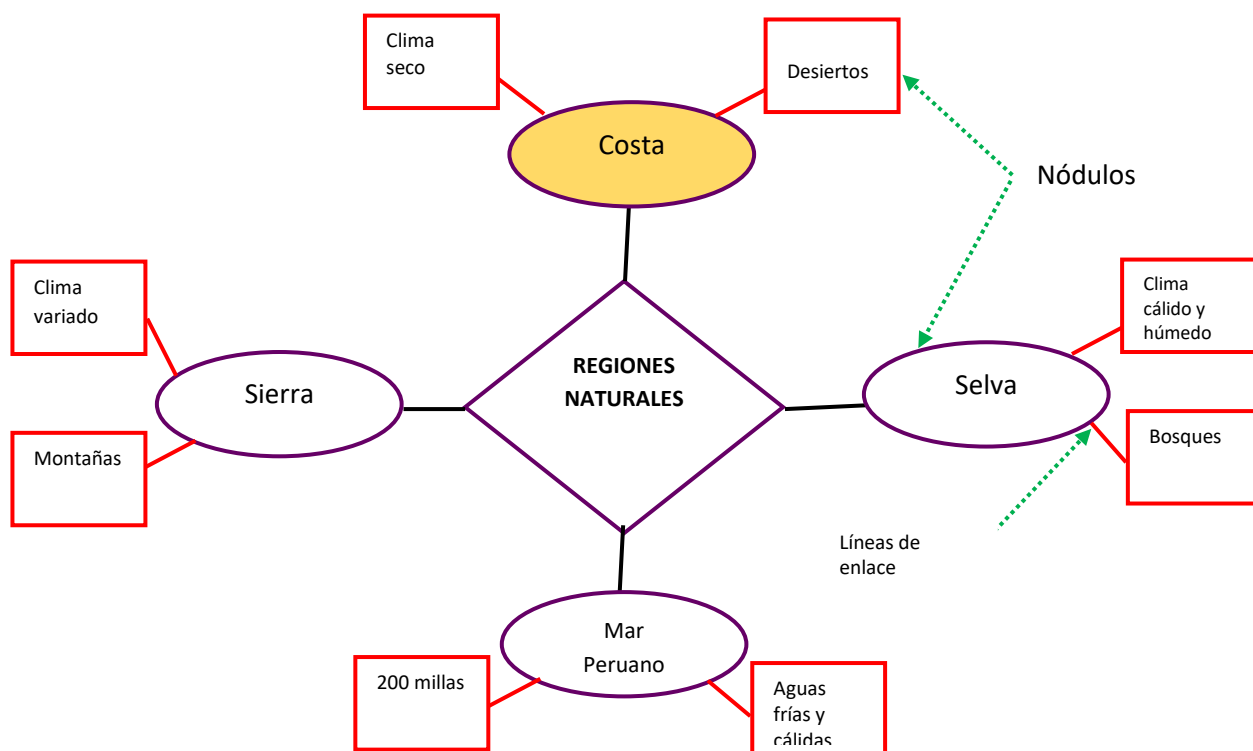 Clima
seco
Desiertos
Costa
Nódulos
Clima
variado
Clima
cálido y
húmedo
REGIONES
NATURALES
Sierra
Selva
Montañas
Bosques
Líneas de
enlace
Mar
Peruano
200 millas
Aguas
frías y
cálidas